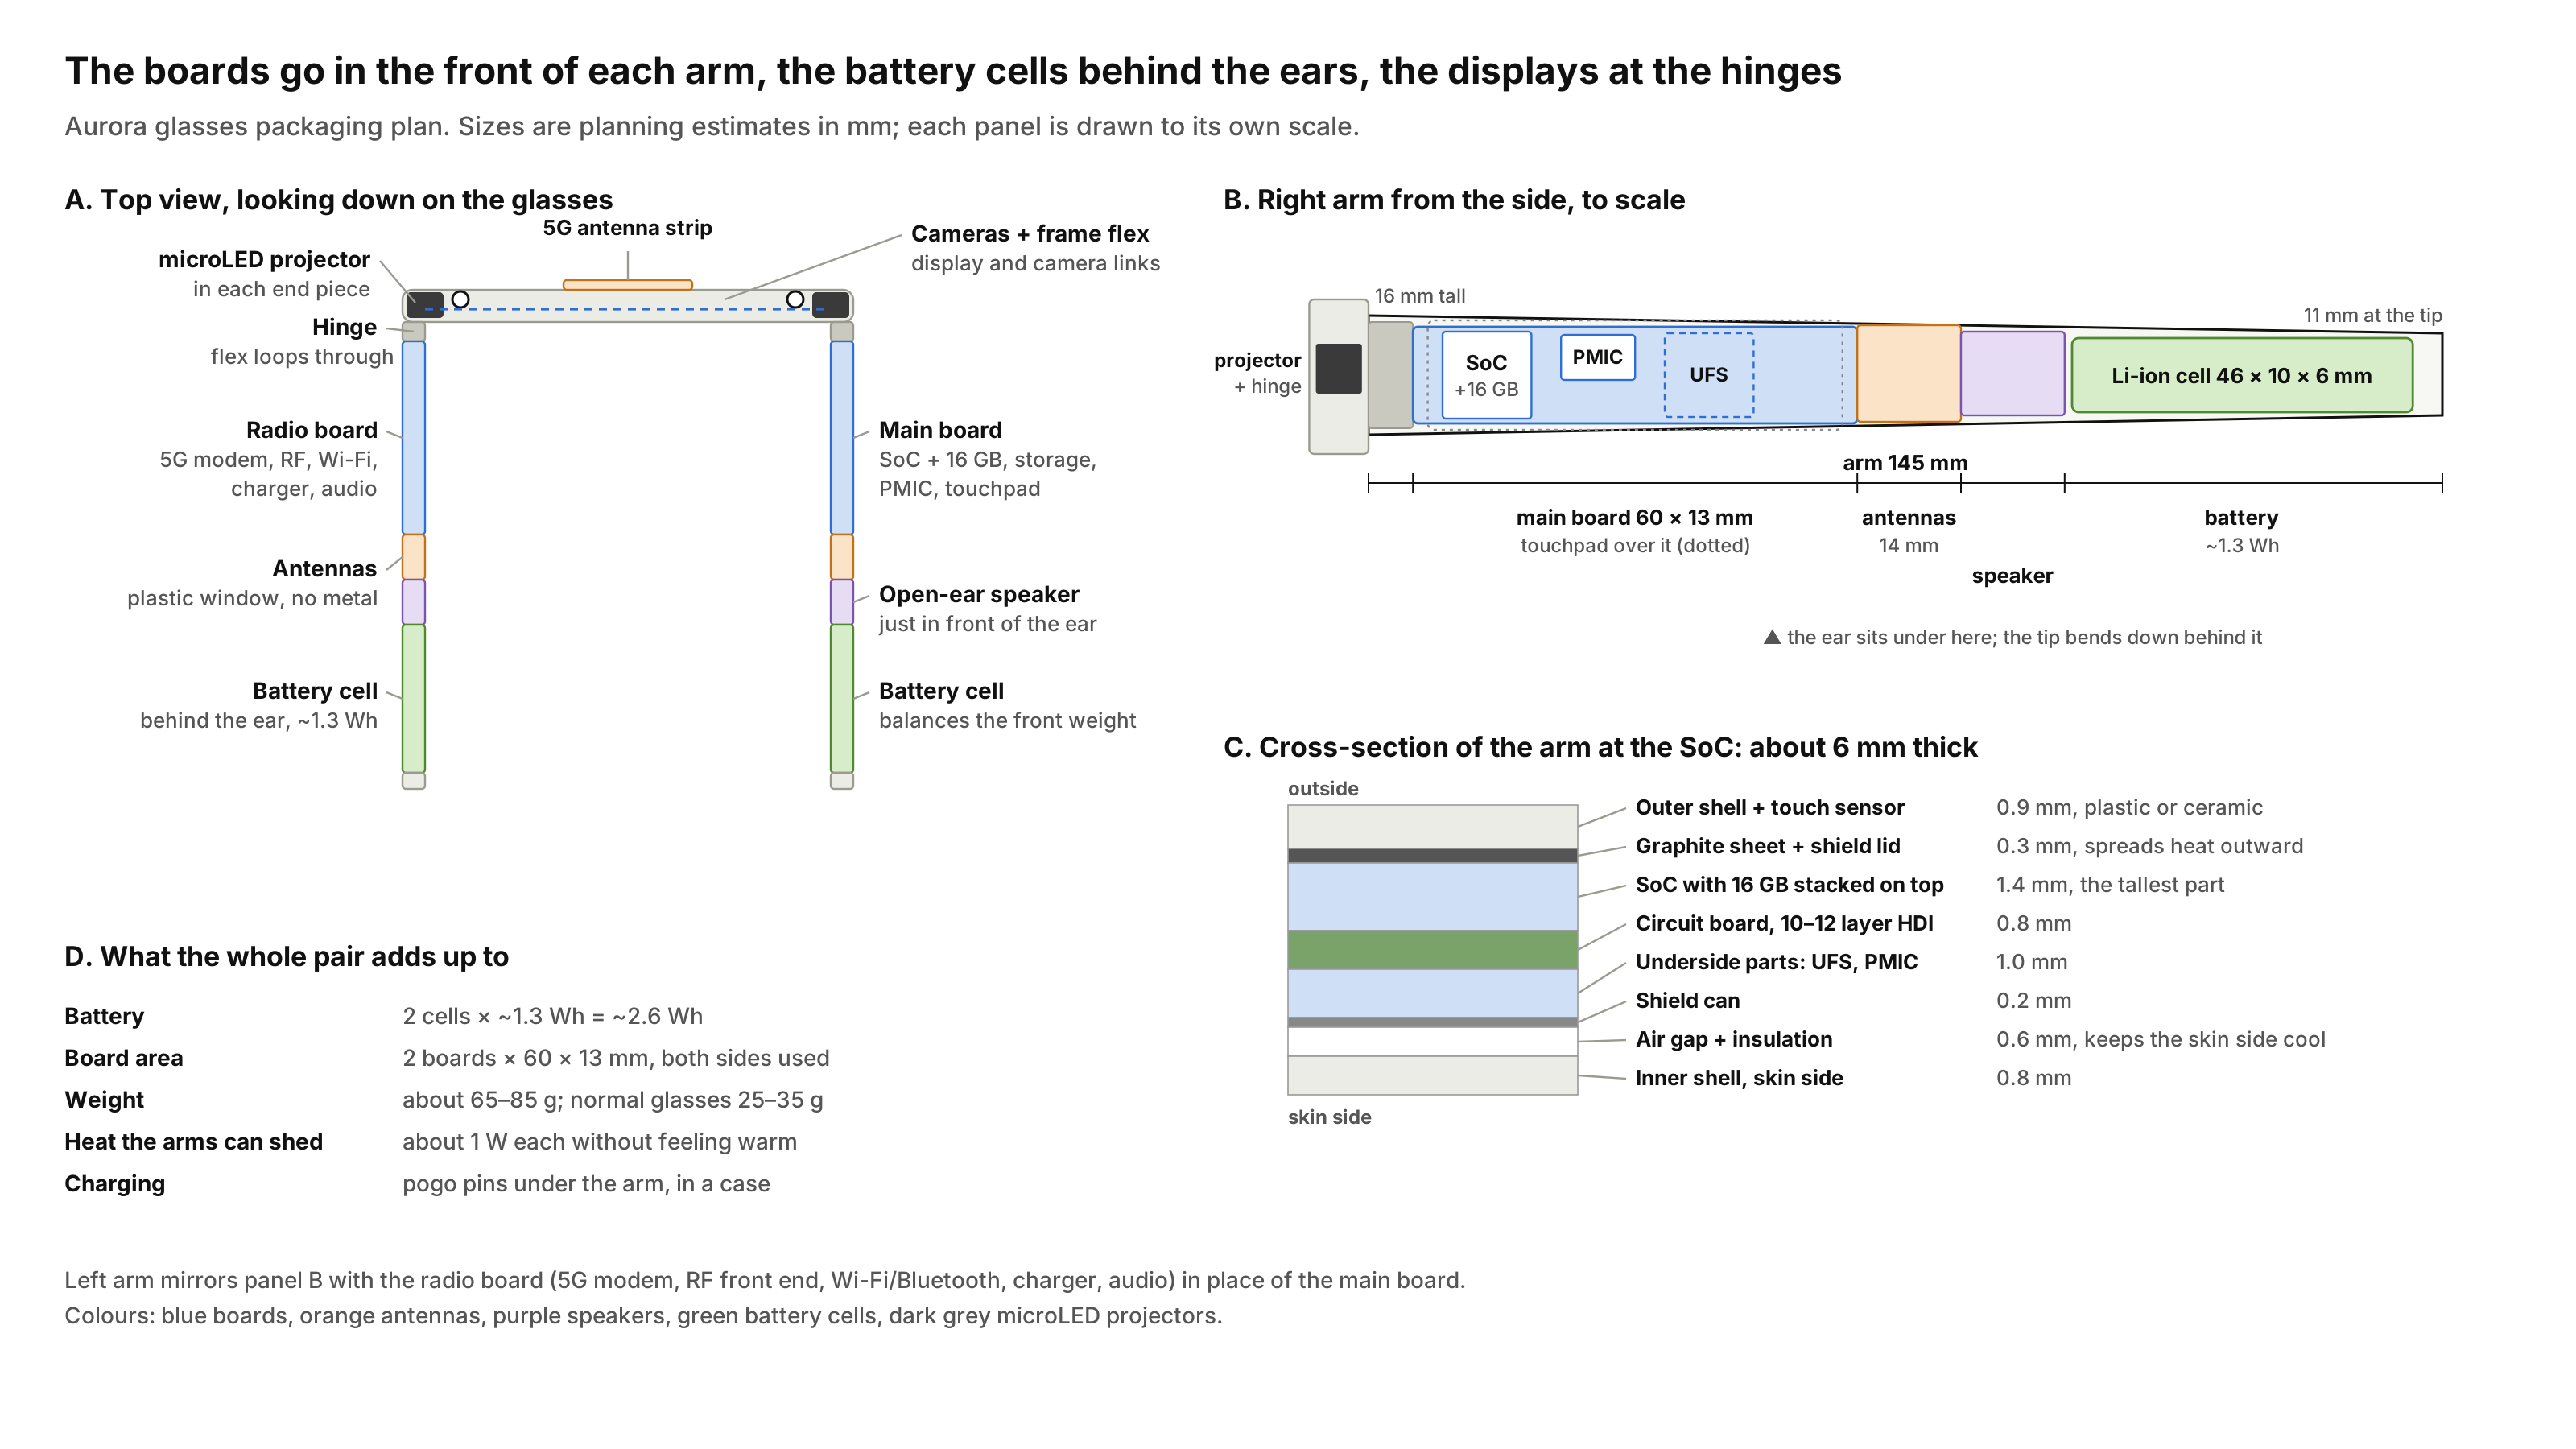 The boards go in the front of each arm, the battery cells behind the ears, the displays at the hinges
Aurora glasses packaging plan. Sizes are planning estimates in mm; each panel is drawn to its own scale.
A. Top view, looking down on the glasses
5G antenna strip
Cameras + frame flex
display and camera links
microLED projector
in each end piece
Hinge
flex loops through
Radio board
5G modem, RF, Wi-Fi,
charger, audio
Main board
SoC + 16 GB, storage,
PMIC, touchpad
Antennas
plastic window, no metal
Open-ear speaker
just in front of the ear
Battery cell
behind the ear, ~1.3 Wh
Battery cell
balances the front weight
B. Right arm from the side, to scale
16 mm tall
11 mm at the tip
projector
+ hinge
SoC
+16 GB
PMIC
UFS
Li-ion cell 46 × 10 × 6 mm
arm 145 mm
main board 60 × 13 mm
touchpad over it (dotted)
antennas
14 mm
speaker
battery
~1.3 Wh
▲ the ear sits under here; the tip bends down behind it
C. Cross-section of the arm at the SoC: about 6 mm thick
outside
Outer shell + touch sensor 0.9 mm, plastic or ceramic
Graphite sheet + shield lid 0.3 mm, spreads heat outward
SoC with 16 GB stacked on top 1.4 mm, the tallest part
Circuit board, 10–12 layer HDI 0.8 mm
Underside parts: UFS, PMIC 1.0 mm
Shield can 0.2 mm
Air gap + insulation 0.6 mm, keeps the skin side cool
Inner shell, skin side 0.8 mm
skin side
D. What the whole pair adds up to
Battery 2 cells × ~1.3 Wh = ~2.6 Wh
Board area 2 boards × 60 × 13 mm, both sides used
Weight about 65–85 g; normal glasses 25–35 g
Heat the arms can shed about 1 W each without feeling warm
Charging pogo pins under the arm, in a case
Left arm mirrors panel B with the radio board (5G modem, RF front end, Wi-Fi/Bluetooth, charger, audio) in place of the main board.
Colours: blue boards, orange antennas, purple speakers, green battery cells, dark grey microLED projectors.